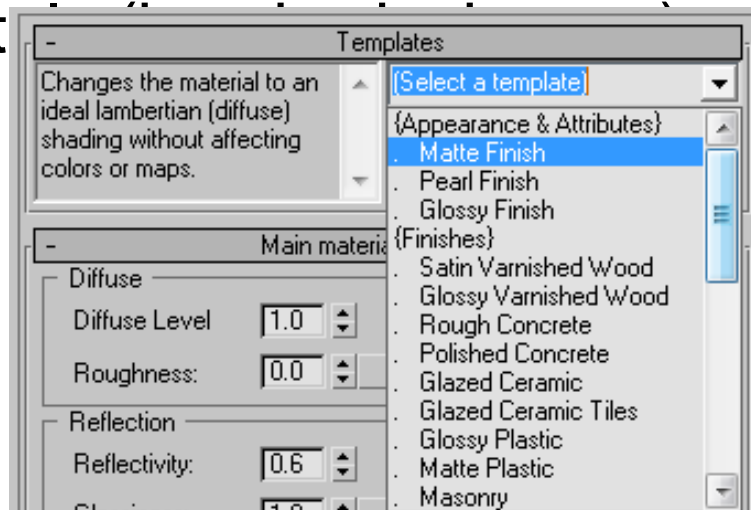 Templates
Changes the material to an
ideal lambertian (diffuse)
shading without affecting
colors or maps.
(Select a template)
{Appearance & Attributes}
. Matte Finish
. Pearl Finish
. Glossy Finish
{Finishes}
. Satin Varnished Wood
. Glossy Varnished Wood
. Rough Concrete
. Polished Concrete
. Glazed Ceramic
. Glazed Ceramic Tiles
. Glossy Plastic
. Matte Plastic
. Masonry
- Main materia
Diffuse
Diffuse Level 1.0
Roughness: 0.0
Reflection
Reflectivity: 0.6